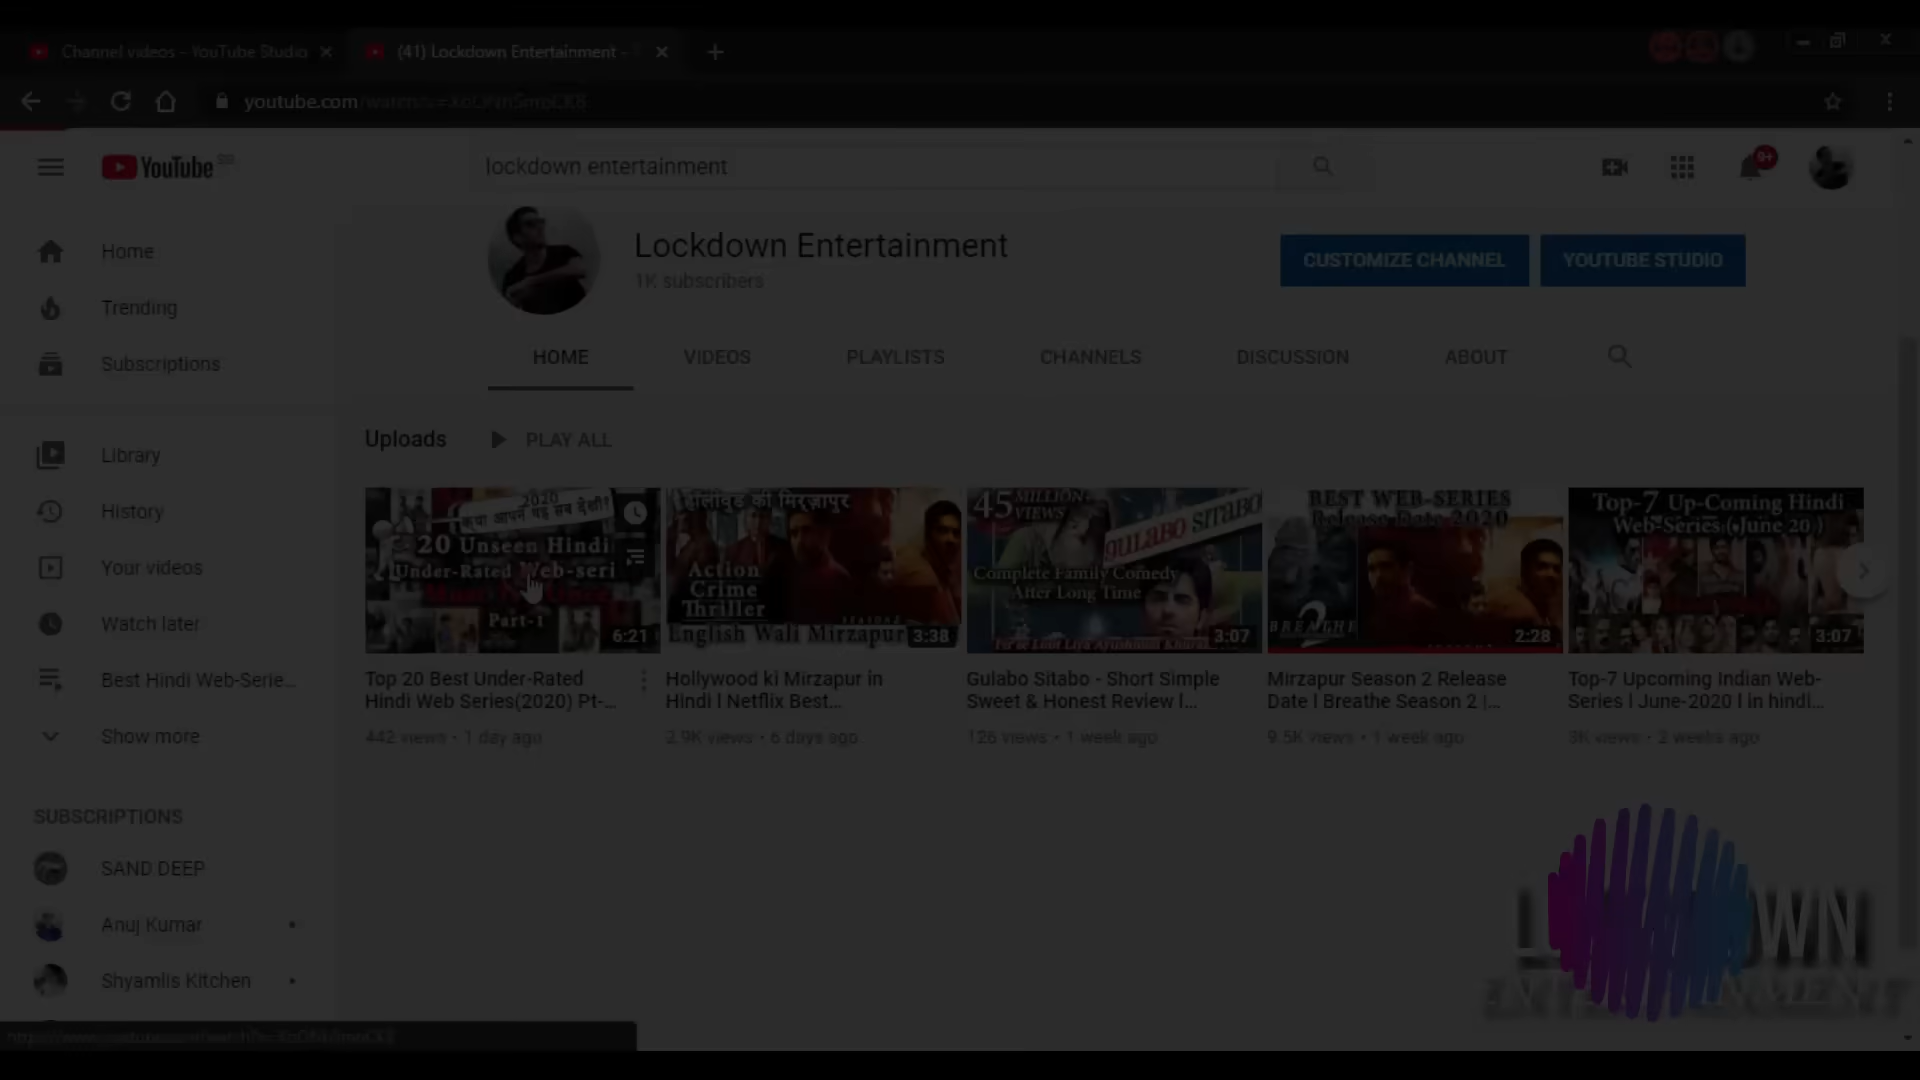 Channel videos - YouTube Studio
(41) Lockdown Entertainment -
youtube.com
YouTube
lockdown entertainment
9+
Home
Trending
Subscriptions
Library
History
Your videos
Watch later
Best Hindi Web-Serie...
Show more
SUBSCRIPTIONS
SAND DEEP
Anuj Kumar
Shyamlis Kitchen
Lockdown Entertainment
1K subscribers
CUSTOMIZE CHANNEL
YOUTUBE STUDIO
HOME
VIDEOS
PLAYLISTS
CHANNELS
DISCUSSION
ABOUT
Uploads
PLAY ALL
2020
क्या आपने यह सब देखी?
20 Unseen Hindi
Under-Rated Web-seri
Part-1
6:21
Top 20 Best Under-Rated
Hindi Web Series(2020) Pt-...
442 views • 1 day ago
हॉलीवुड की मिर्ज़ापुर
Action
Crime
Thriller
English Wali Mirzapur
3:38
Hollywood ki Mirzapur in
Hindi l Netflix Best...
2.9K views • 6 days ago
45 MILLION+
VIEWS
GULABO SITABO
Complete Family Comedy
After Long Time
3:07
Gulabo Sitabo - Short Simple
Sweet & Honest Review l...
126 views • 1 week ago
BEST WEB-SERIES
Release Date 2020
BREATHE
2
2:28
Mirzapur Season 2 Release
Date l Breathe Season 2 |...
9.5K views • 1 week ago
Top-7 Up-Coming Hindi
Web-Series (June 20)
3:07
Top-7 Upcoming Indian Web-
Series l June-2020 l in hindi...
3K views • 2 weeks ago